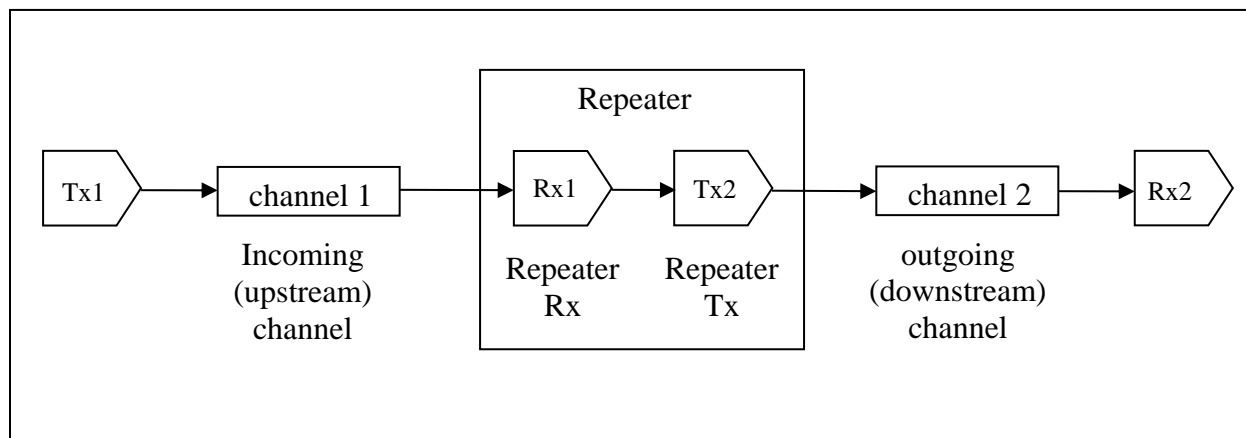 Repeater
Tx1
channel 1
Rx1
Tx2
channel 2
Rx2
Incoming
(upstream)
channel
Repeater
Rx
Repeater
Tx
outgoing
(downstream)
channel